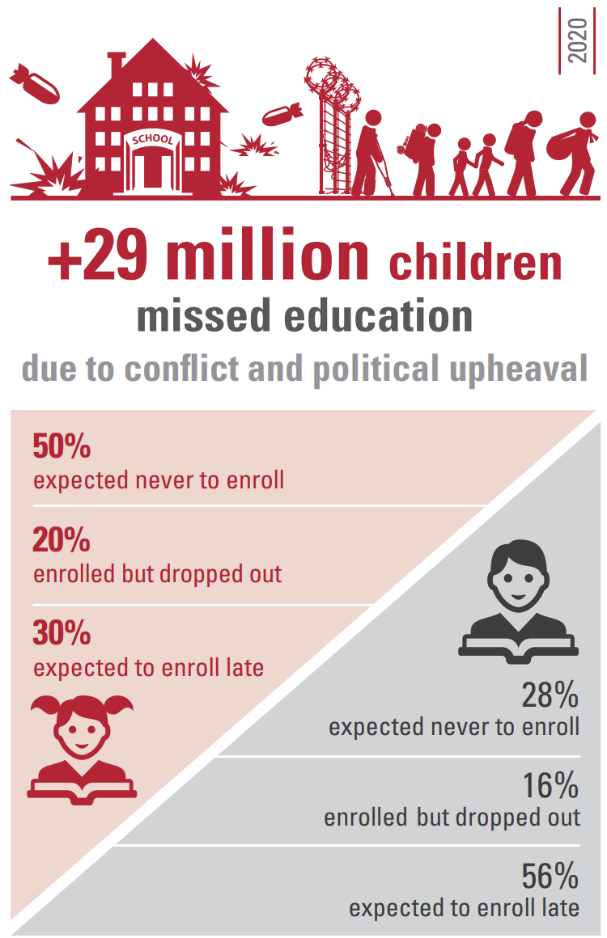 2020
SCHOOL
+29 million children
missed education
due to conflict and political upheaval
50%
expected never to enroll
20%
enrolled but dropped out
30%
expected to enroll late
28%
expected never to enroll
16%
enrolled but dropped out
56%
expected to enroll late